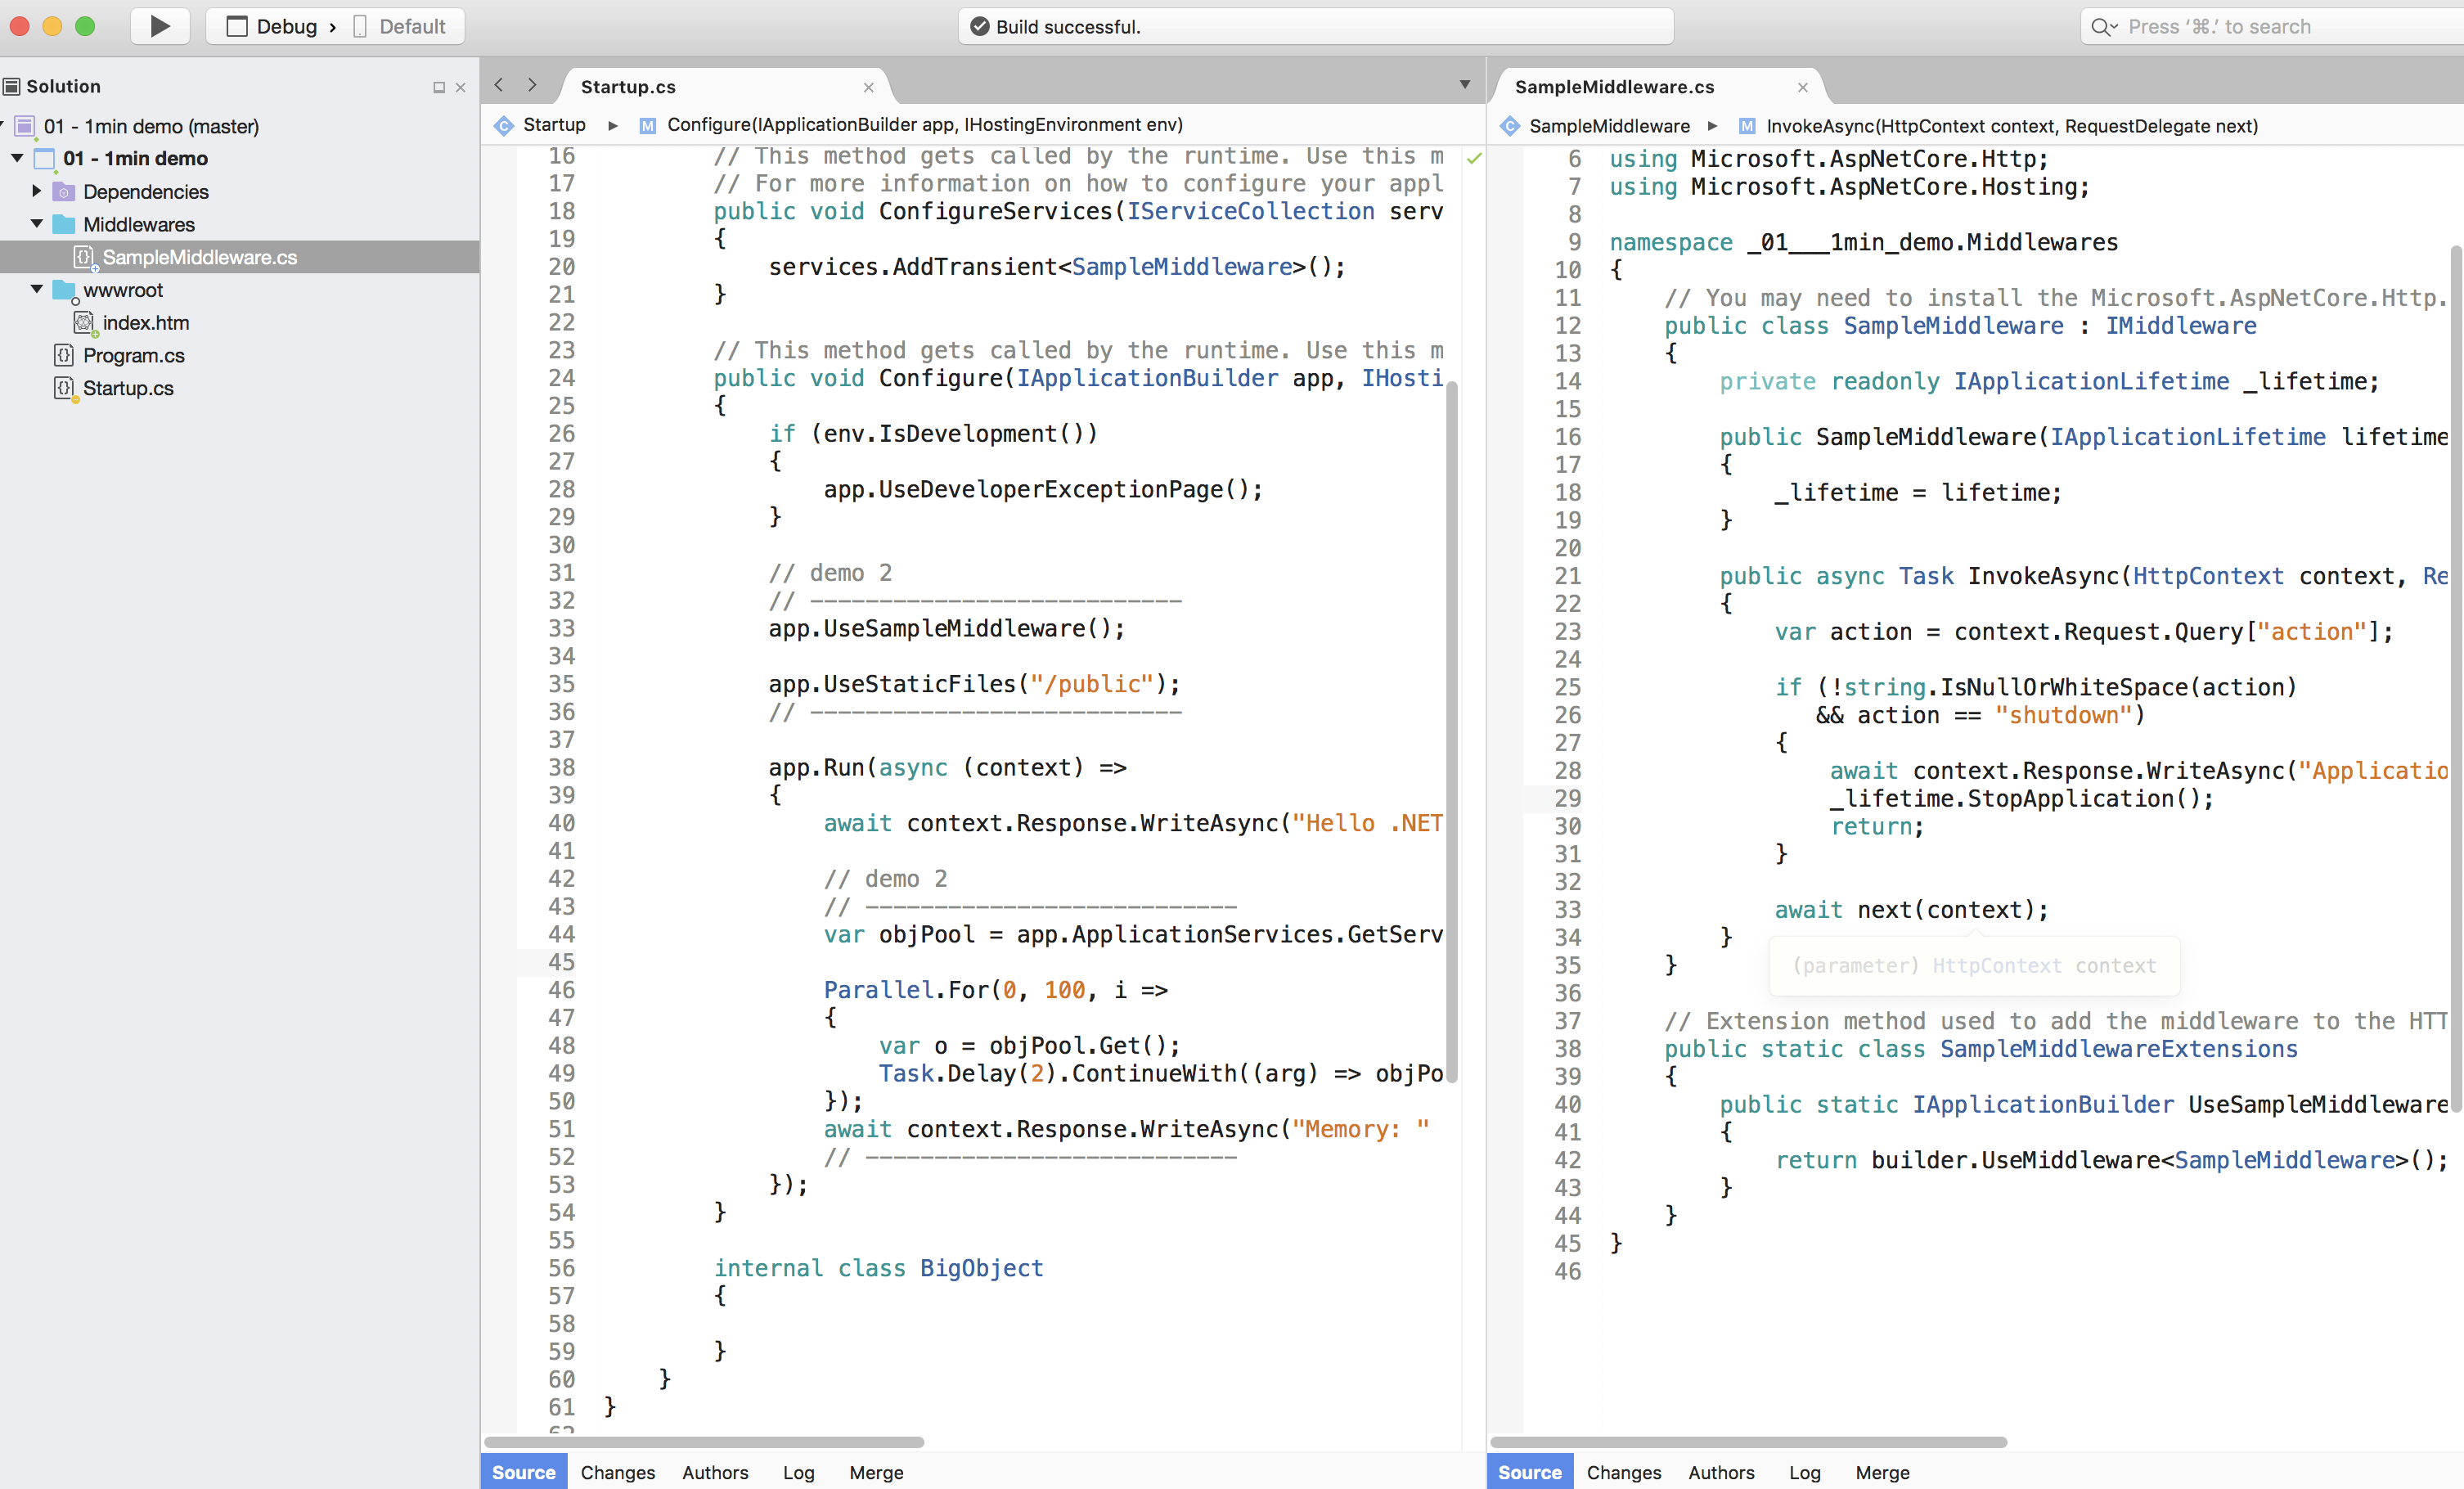 Debug › Default
Build successful.
Press ‘⌘.’ to search
Solution
01 - 1min demo (master)
01 - 1min demo
Dependencies
Middlewares
SampleMiddleware.cs
wwwroot
index.htm
Program.cs
Startup.cs
Startup.cs
Startup ▸ M Configure(IApplicationBuilder app, IHostingEnvironment env)
16 // This method gets called by the runtime. Use this m
17 // For more information on how to configure your appl
18 public void ConfigureServices(IServiceCollection serv
19 {
20 services.AddTransient<SampleMiddleware>();
21 }
22
23 // This method gets called by the runtime. Use this m
24 public void Configure(IApplicationBuilder app, IHosti
25 {
26 if (env.IsDevelopment())
27 {
28 app.UseDeveloperExceptionPage();
29 }
30
31 // demo 2
32 // ---------------------------
33 app.UseSampleMiddleware();
34
35 app.UseStaticFiles("/public");
36 // ---------------------------
37
38 app.Run(async (context) =>
39 {
40 await context.Response.WriteAsync("Hello .NET
41
42 // demo 2
43 // ---------------------------
44 var objPool = app.ApplicationServices.GetServ
45
46 Parallel.For(0, 100, i =>
47 {
48 var o = objPool.Get();
49 Task.Delay(2).ContinueWith((arg) => objPo
50 });
51 await context.Response.WriteAsync("Memory: "
52 // ---------------------------
53 });
54 }
55
56 internal class BigObject
57 {
58
59 }
60 }
61 }
62
Source Changes Authors Log Merge
SampleMiddleware.cs
SampleMiddleware ▸ M InvokeAsync(HttpContext context, RequestDelegate next)
6 using Microsoft.AspNetCore.Http;
7 using Microsoft.AspNetCore.Hosting;
8
9 namespace _01___1min_demo.Middlewares
10 {
11 // You may need to install the Microsoft.AspNetCore.Http.
12 public class SampleMiddleware : IMiddleware
13 {
14 private readonly IApplicationLifetime _lifetime;
15
16 public SampleMiddleware(IApplicationLifetime lifetime
17 {
18 _lifetime = lifetime;
19 }
20
21 public async Task InvokeAsync(HttpContext context, Re
22 {
23 var action = context.Request.Query["action"];
24
25 if (!string.IsNullOrWhiteSpace(action)
26 && action == "shutdown")
27 {
28 await context.Response.WriteAsync("Applicatio
29 _lifetime.StopApplication();
30 return;
31 }
32
33 await next(context);
34 }
(parameter) HttpContext context
35 }
36
37 // Extension method used to add the middleware to the HTT
38 public static class SampleMiddlewareExtensions
39 {
40 public static IApplicationBuilder UseSampleMiddleware
41 {
42 return builder.UseMiddleware<SampleMiddleware>();
43 }
44 }
45 }
46
Source Changes Authors Log Merge